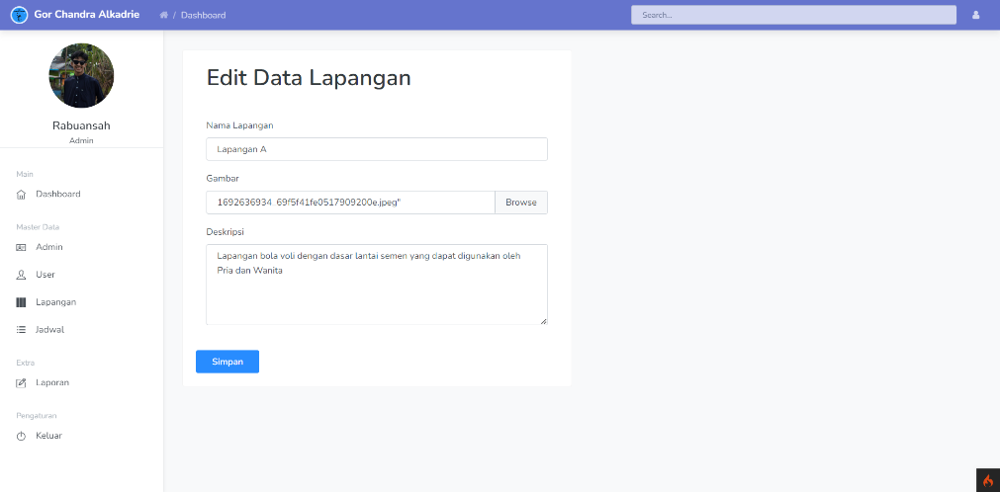 Gor Chandra Alkadrie
/ Dashboard
Search...
Rabuansah
Admin
Main
Dashboard
Master Data
Admin
User
Lapangan
Jadwal
Extra
Laporan
Pengaturan
Keluar
Edit Data Lapangan
Nama Lapangan
Lapangan A
Gambar
1692636934_69f5f41fe0517909200e.jpeg"
Browse
Deskripsi
Lapangan bola voli dengan dasar lantai semen yang dapat digunakan oleh
Pria dan Wanita
Simpan